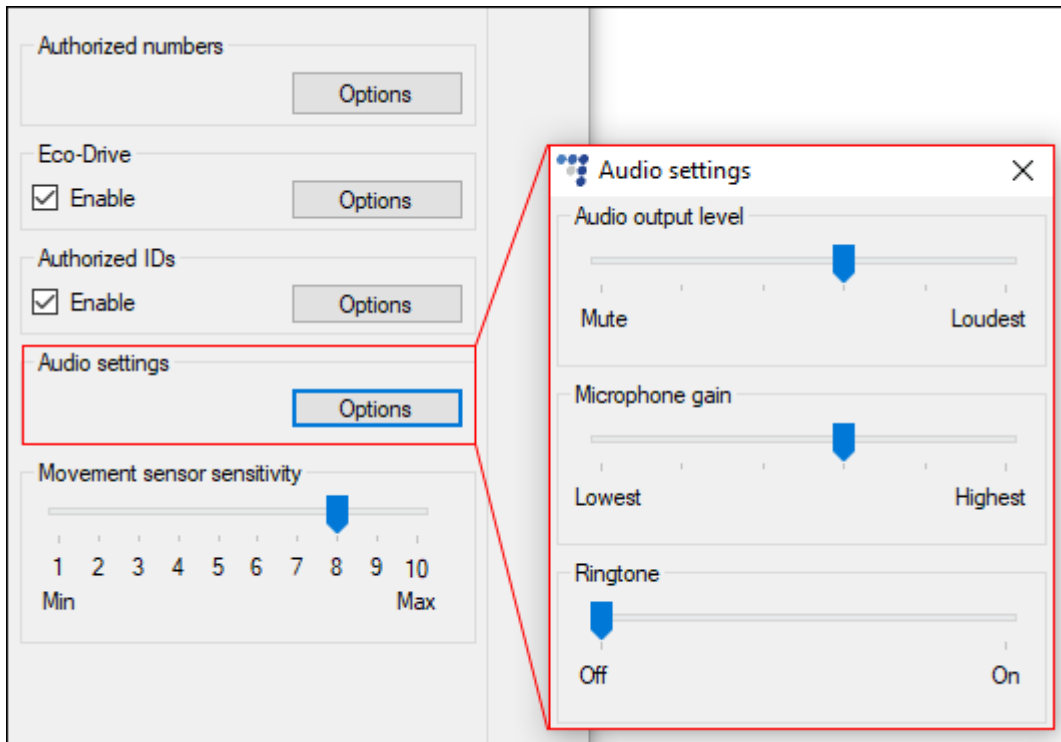 Authorized numbers
Options
Eco-Drive
Enable Options
Authorized IDs
Enable Options
Audio settings
Options
Movement sensor sensitivity
1 2 3 4 5 6 7 8 9 10
Min Max
Audio settings
Audio output level
Mute Loudest
Microphone gain
Lowest Highest
Ringtone
Off On